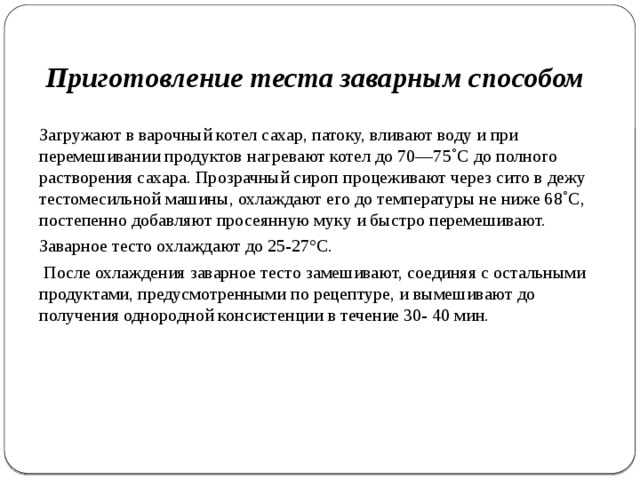 Приготовление теста заварным способом
Загружают в варочный котел сахар, патоку, вливают воду и при
перемешивании продуктов нагревают котел до 70—75˚С до полного
растворения сахара. Прозрачный сироп процеживают через сито в дежу
тестомесильной машины, охлаждают его до температуры не ниже 68˚С,
постепенно добавляют просеянную муку и быстро перемешивают.
Заварное тесто охлаждают до 25-27°С.
После охлаждения заварное тесто замешивают, соединяя с остальными
продуктами, предусмотренными по рецептуре, и вымешивают до
получения однородной консистенции в течение 30- 40 мин.